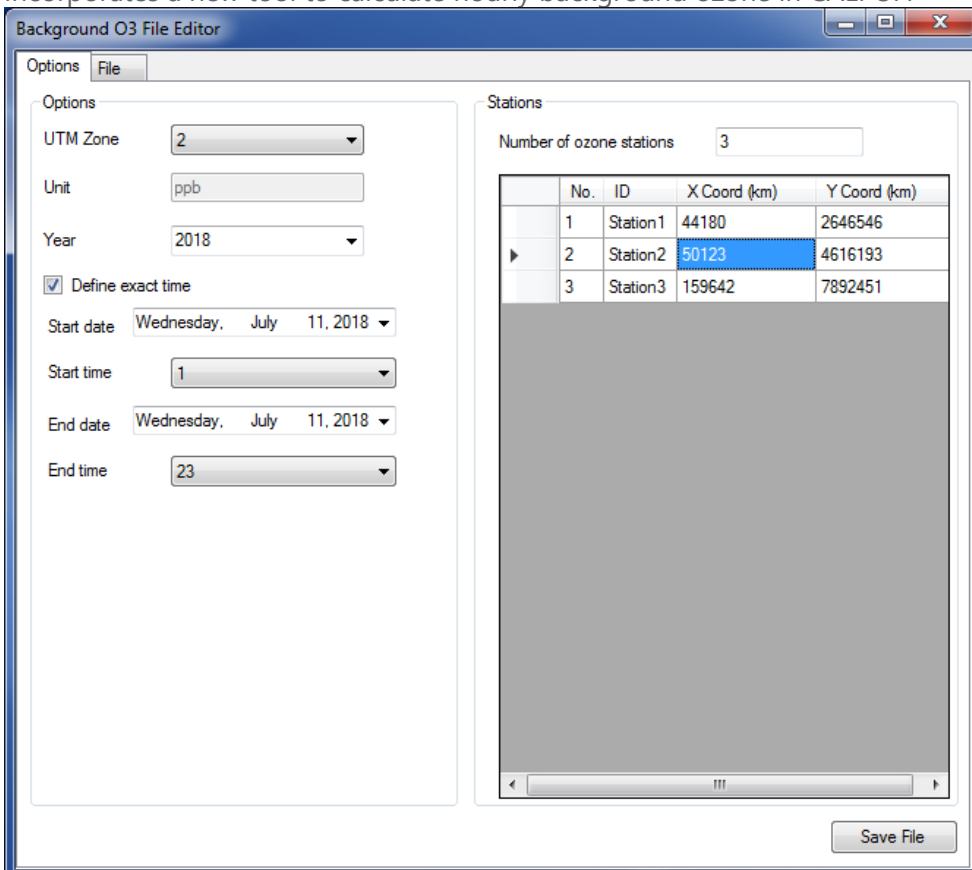 Background O3 File Editor
Options File
Options
UTM Zone 2
Unit ppb
Year 2018
Define exact time
Start date Wednesday, July 11, 2018
Start time 1
End date Wednesday, July 11, 2018
End time 23
Stations
Number of ozone stations 3
No. ID X Coord (km) Y Coord (km)
1 Station1 44180 2646546
2 Station2 50123 4616193
3 Station3 159642 7892451
Save File